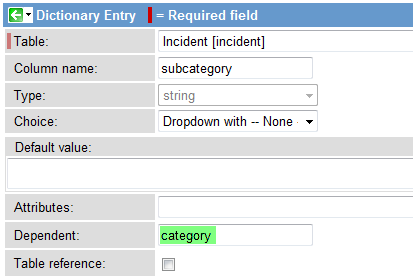 Dictionary Entry = Required field
Table: Incident [incident]
Column name: subcategory
Type: string
Choice: Dropdown with -- None
Default value:
Attributes:
Dependent: category
Table reference: